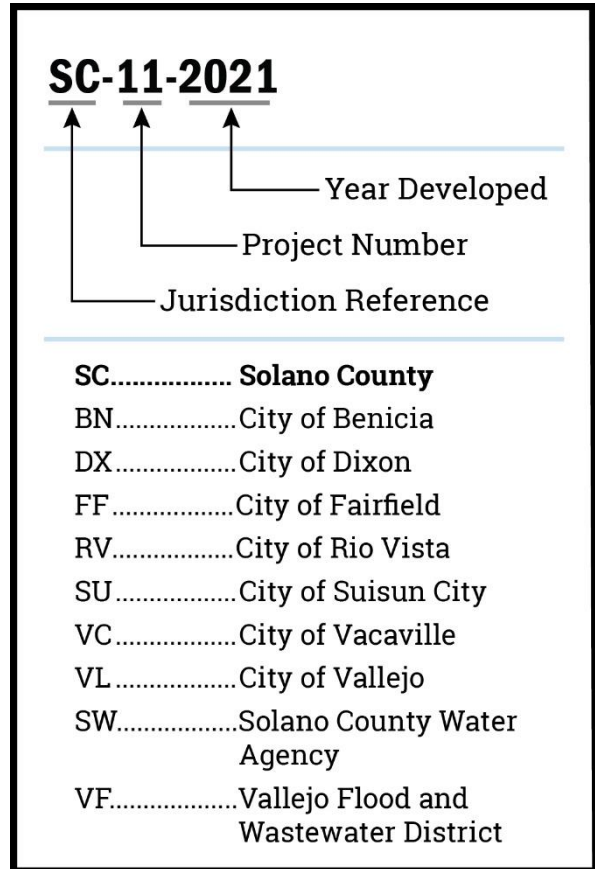 SC-11-2021
Year Developed
Project Number
Jurisdiction Reference
SC................. Solano County
BN..................City of Benicia
DX..................City of Dixon
FF..................City of Fairfield
RV..................City of Rio Vista
SU..................City of Suisun City
VC..................City of Vacaville
VL..................City of Vallejo
SW..................Solano County Water
Agency
VF...................Vallejo Flood and
Wastewater District